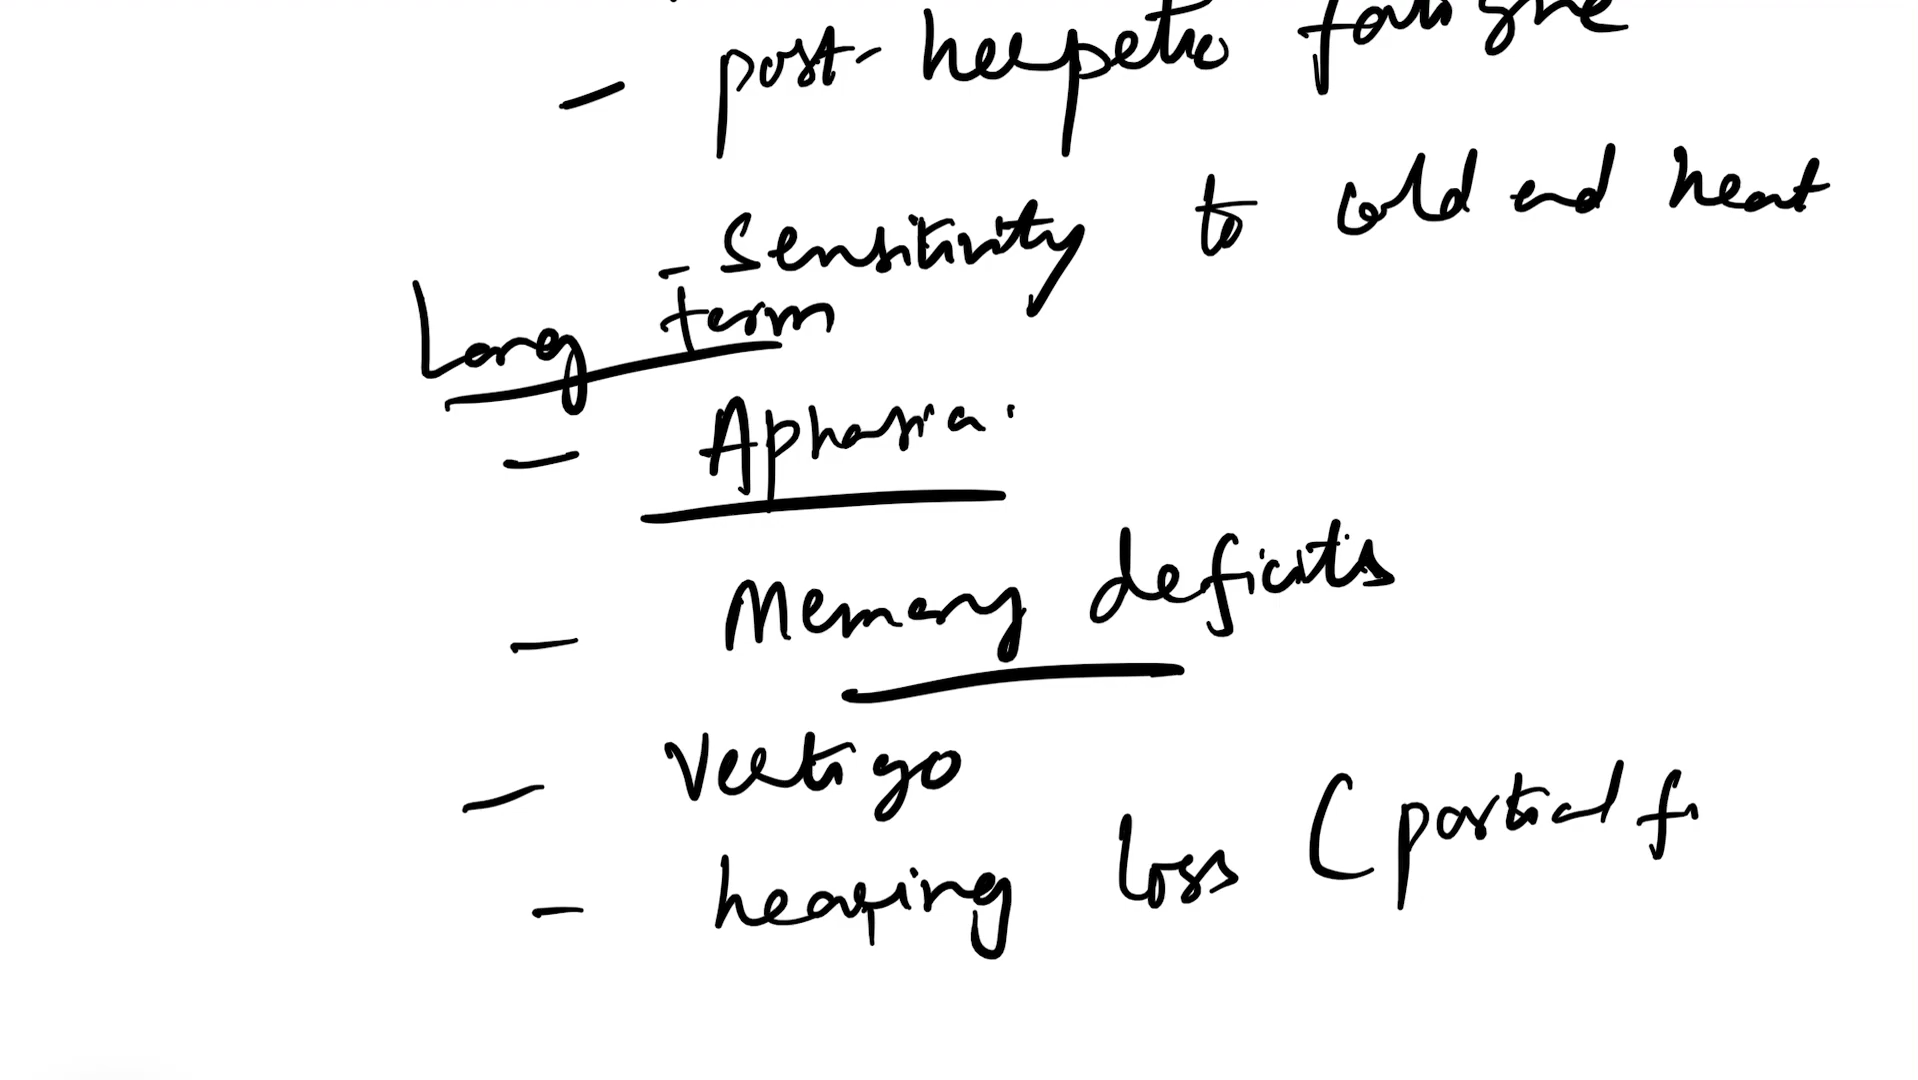 - post-herpetic fatigue
- Sensitivity to cold and heat
Long term
- Aphasia.
- Memory deficits
- Vertigo
- hearing loss (partial f